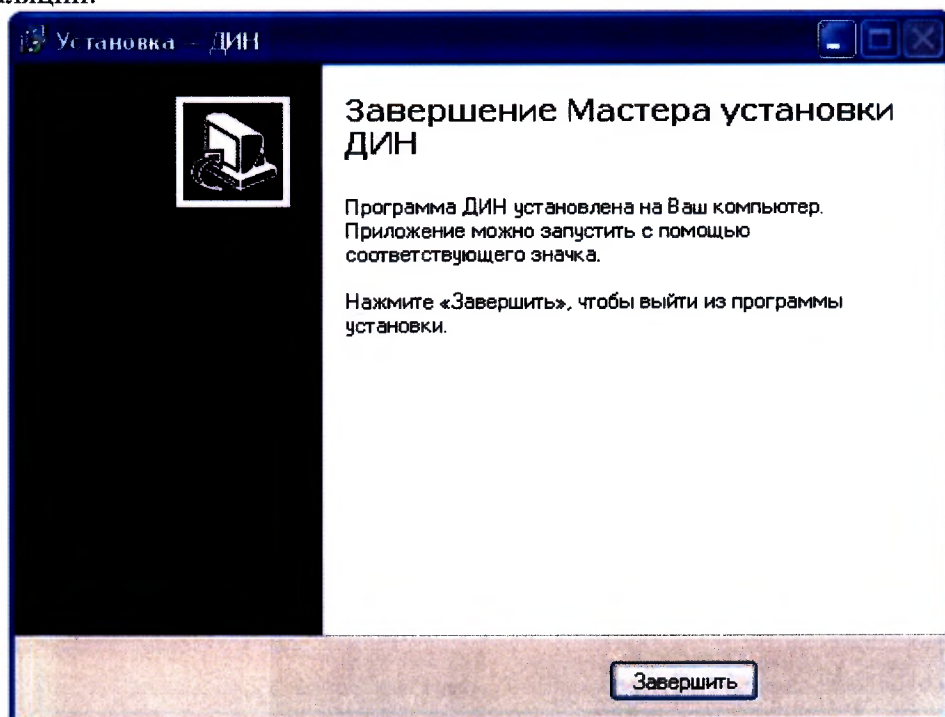 Установка — ДИН
Завершение Мастера установки
ДИН
Программа ДИН установлена на Ваш компьютер.
Приложение можно запустить с помощью
соответствующего значка.
Нажмите «Завершить», чтобы выйти из программы
установки.
Завершить